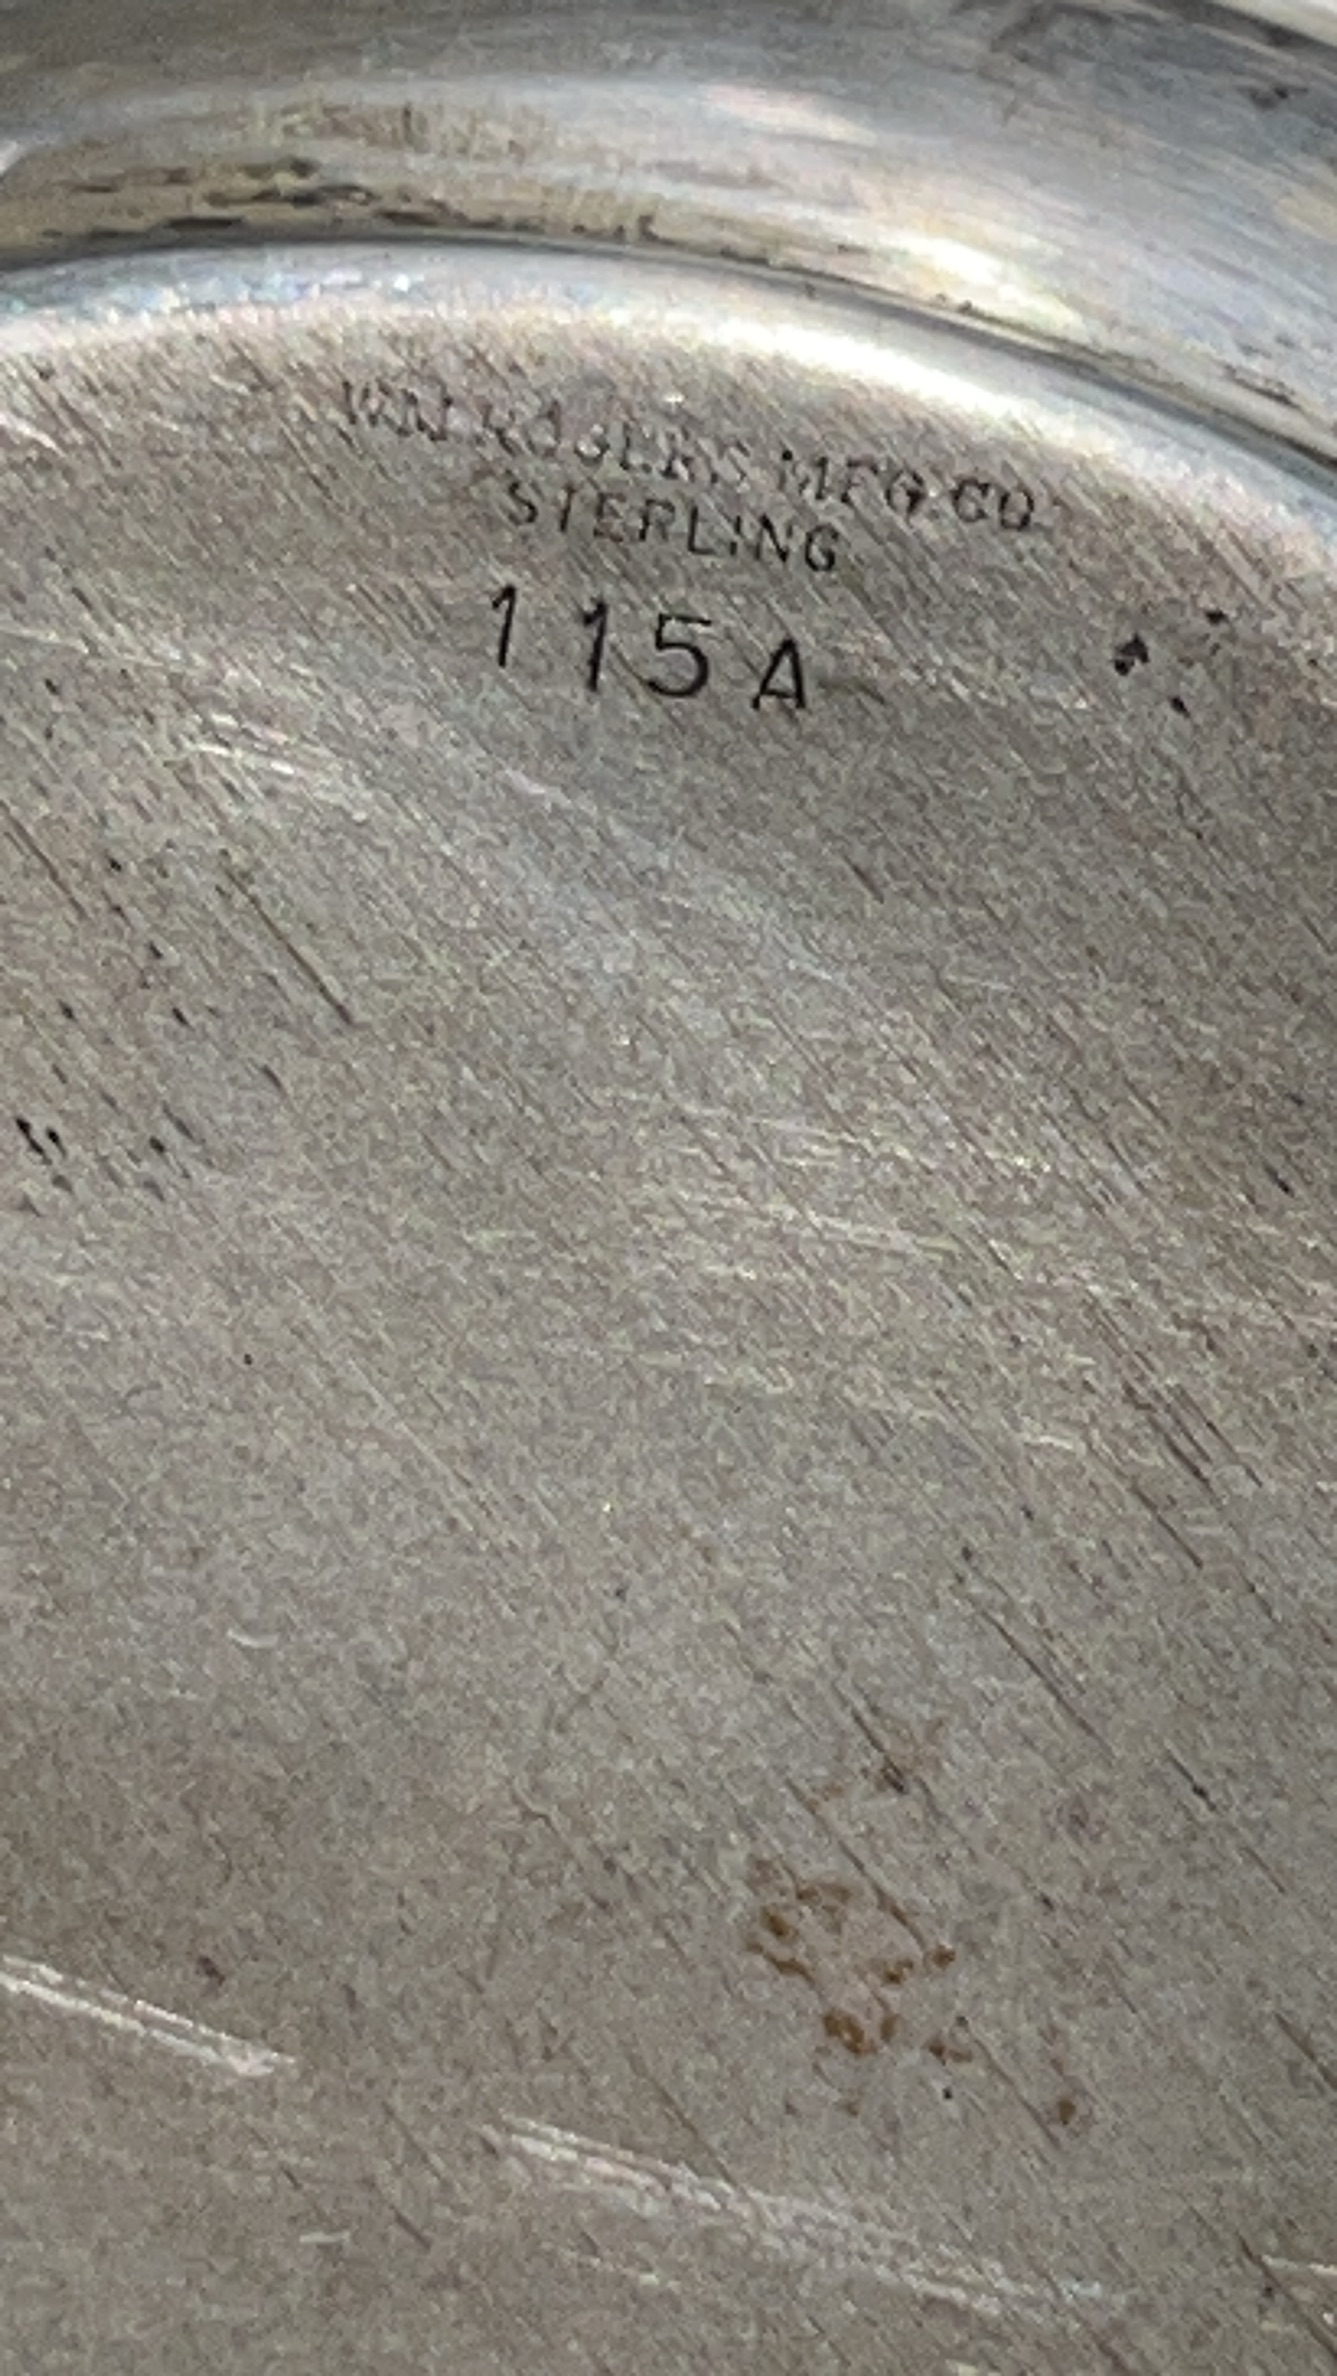 WM. ROGERS MFG. CO
STERLING
115A